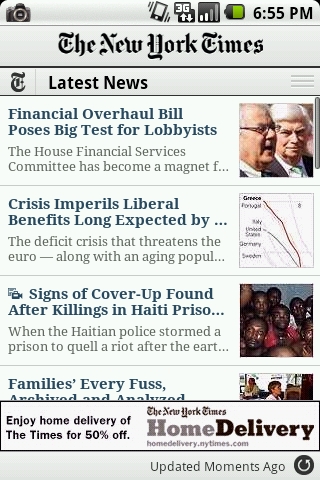 3G
6:55 PM
The New York Times
T
Latest News
Financial Overhaul Bill
Poses Big Test for Lobbyists
The House Financial Services
Committee has become a magnet f...
Crisis Imperils Liberal
Benefits Long Expected by ...
The deficit crisis that threatens the
euro — along with an aging popul...
Greece
Portugal
8
Italy
United
States
Germany
Sweden
Signs of Cover-Up Found
After Killings in Haiti Priso...
When the Haitian police stormed a
prison to quell a riot after the eart...
Families' Every Fuss,
Archived and Analyzed
Enjoy home delivery of
The Times for 50% off.
The New York Times
HomeDelivery
homedelivery.nytimes.com
Updated Moments Ago